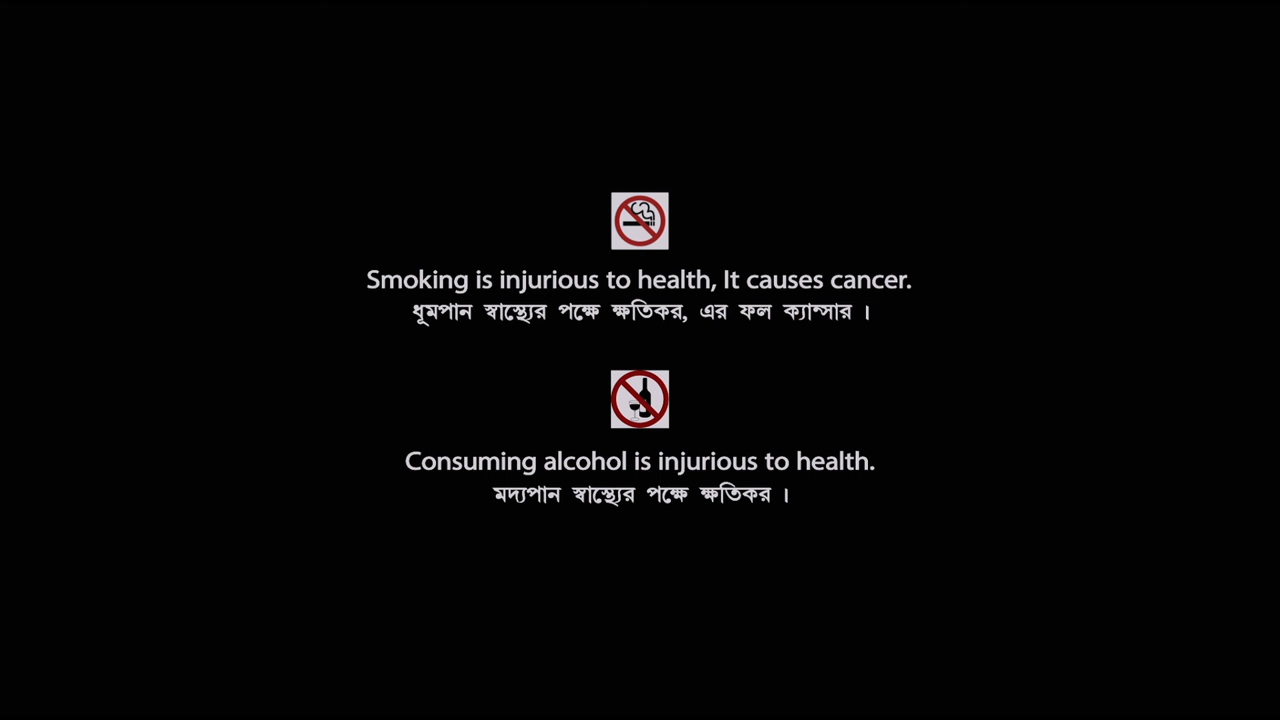 Smoking is injurious to health, It causes cancer.
ধূমপান স্বাস্থ্যের পক্ষে ক্ষতিকর, এর ফল ক্যান্সার ।
Consuming alcohol is injurious to health.
মদ্যপান স্বাস্থ্যের পক্ষে ক্ষতিকর ।